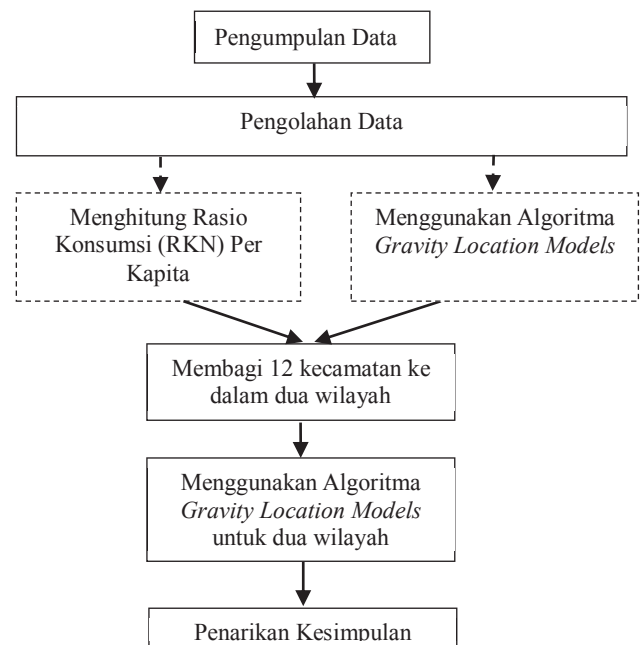 Pengumpulan Data
Pengolahan Data
Menghitung Rasio
Konsumsi (RKN) Per
Kapita
Menggunakan Algoritma
Gravity Location Models
Membagi 12 kecamatan ke
dalam dua wilayah
Menggunakan Algoritma
Gravity Location Models
untuk dua wilayah
Penarikan Kesimpulan